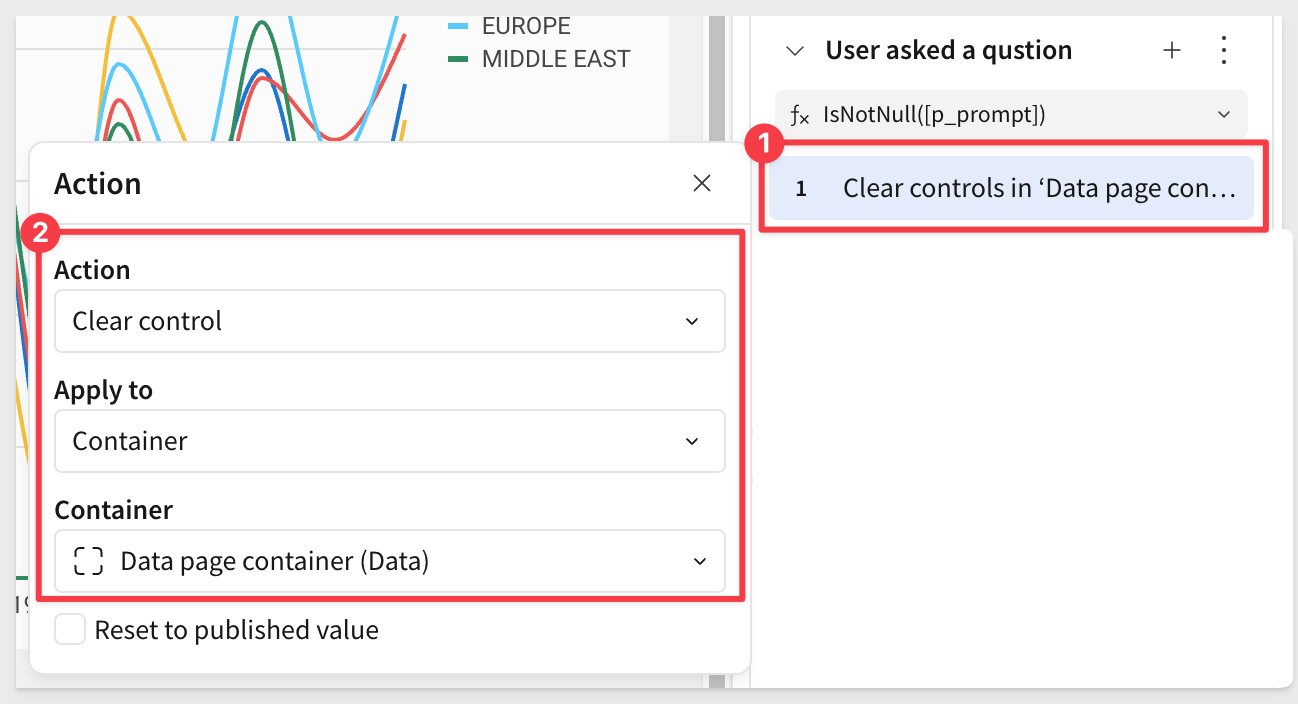 EUROPE
MIDDLE EAST
User asked a qustion
fx IsNotNull([p_prompt])
1
1 Clear controls in ‘Data page con…
Action
2
Action
Clear control
Apply to
Container
Container
Data page container (Data)
Reset to published value